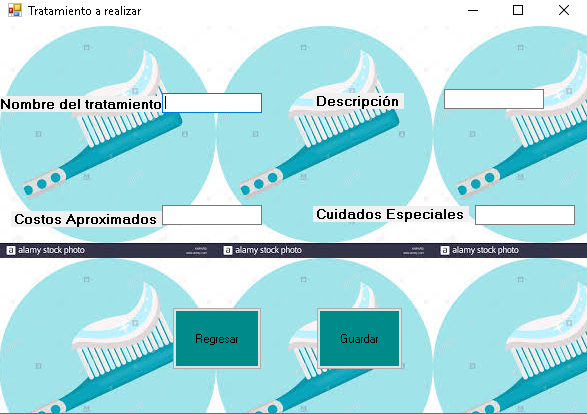 Tratamiento a realizar
Nombre del tratamiento
Descripción
Costos Aproximados
Cuidados Especiales
a alamy stock photo
a alamy stock photo
a alamy stock photo
Regresar
Guardar